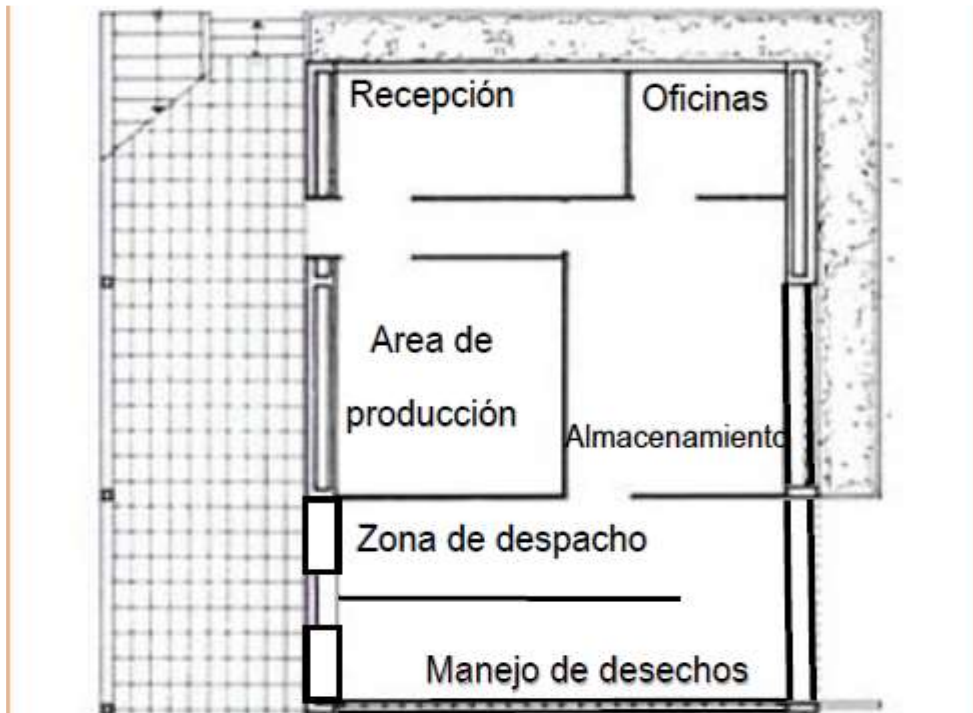 Recepción
Oficinas
Area de
producción
Almacenamiento
Zona de despacho
Manejo de desechos